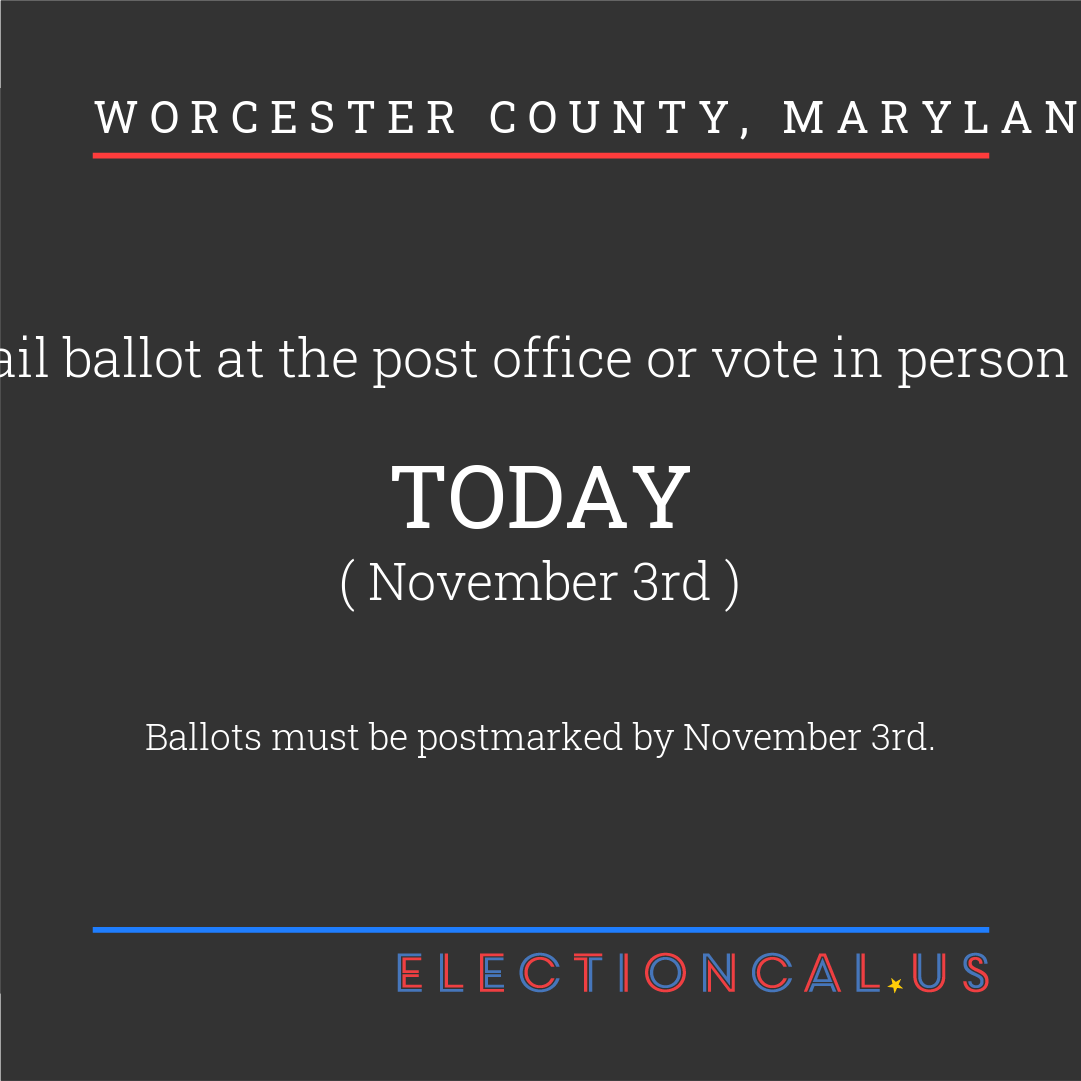 WORCESTER COUNTY, MARYLAN
ail ballot at the post office or vote in person
TODAY
( November 3rd )
Ballots must be postmarked by November 3rd.
ELECTIONCAL.US